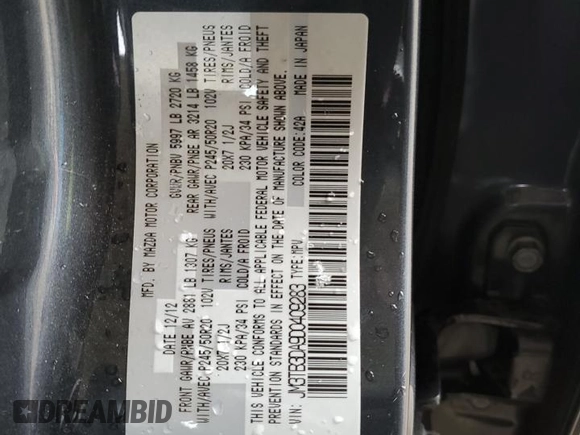 MFD. BY MAZDA MOTOR CORPORATION
DATE 12/12
GVWR/PNBV 5997 LB 2720 KG
FRONT GAWR/PNBE AV 2881 LB 1307 KG
REAR GAWR/PNBE AR 3214 LB 1458 KG
WITH/AVEC P245/50R20 102V TIRES/PNEUS
WITH/AVEC P245/50R20 102V TIRES/PNEUS
20X7 1/2J RIMS/JANTES
20X7 1/2J RIMS/JANTES
230 KPA/34 PSI COLD/A FROID
230 KPA/34 PSI COLD/A FROID
THIS VEHICLE CONFORMS TO ALL APPLICABLE FEDERAL MOTOR VEHICLE SAFETY AND THEFT
PREVENTION STANDARDS IN EFFECT ON THE DATE OF MANUFACTURE SHOWN ABOVE.
VIN: JM3TB3DA9D0409283 TYPE:MPV COLOR CODE:42A MADE IN JAPAN
DREAMBID